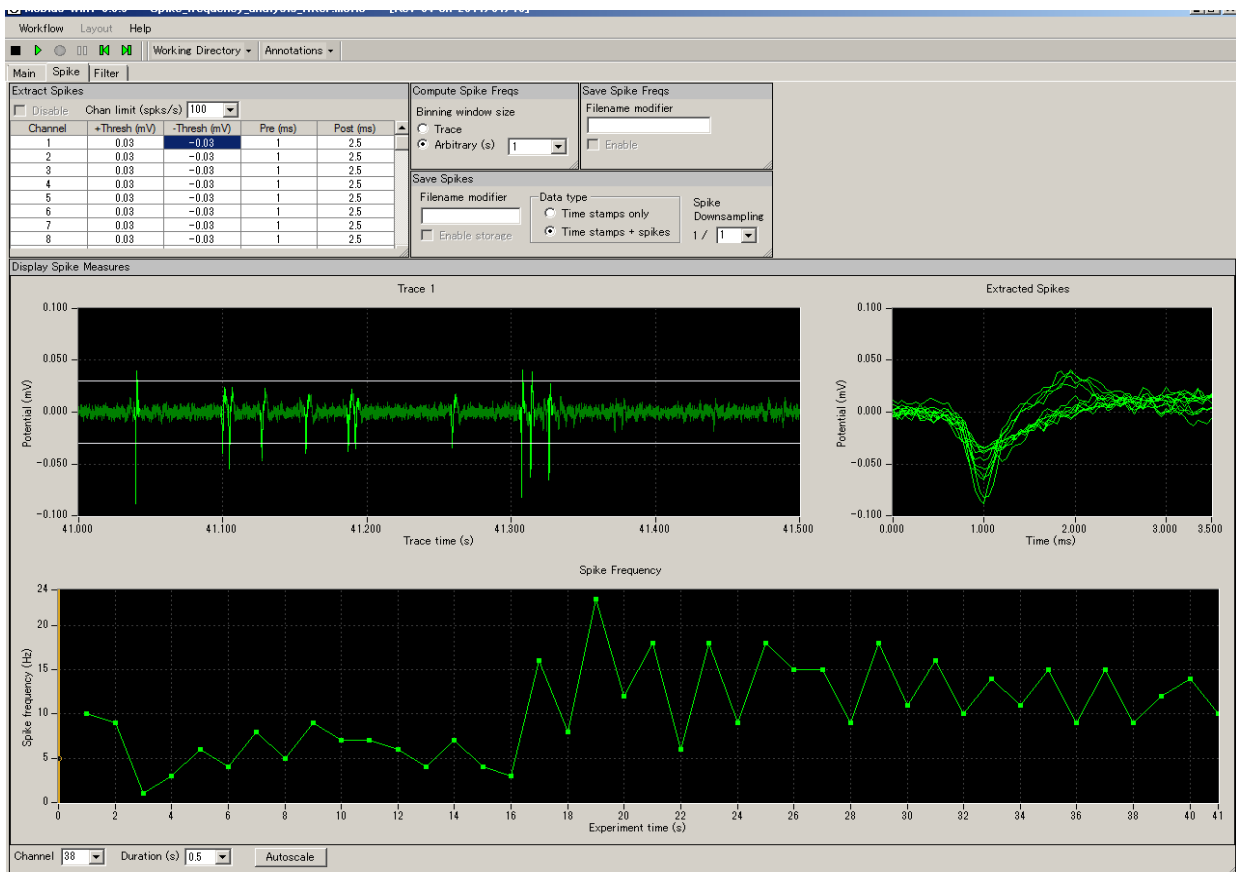 Workflow Layout Help
Working Directory Annotations
Main Spike Filter
Extract Spikes
Disable Chan limit (spks/s) 100
Channel +Thresh (mV) -Thresh (mV) Pre (ms) Post (ms)
1 0.03 -0.03 1 2.5
2 0.03 -0.03 1 2.5
3 0.03 -0.03 1 2.5
4 0.03 -0.03 1 2.5
5 0.03 -0.03 1 2.5
6 0.03 -0.03 1 2.5
7 0.03 -0.03 1 2.5
8 0.03 -0.03 1 2.5
Compute Spike Freqs
Binning window size
Trace
Arbitrary (s) 1
Save Spike Freqs
Filename modifier
Enable
Save Spikes
Filename modifier
Enable storage
Data type
Time stamps only
Time stamps + spikes
Spike
Downsampling
1 / 1
Display Spike Measures
Trace 1
Potential (mV)
0.100
0.050
0.000
-0.050
-0.100
41.000 41.100 41.200 41.300 41.400 41.500
Trace time (s)
Extracted Spikes
Potential (mV)
0.100
0.050
0.000
-0.050
-0.100
0.000 1.000 2.000 3.000 3.500
Time (ms)
Spike Frequency
Spike frequency (Hz)
24
20
15
10
5
0
0 2 4 6 8 10 12 14 16 18 20 22 24 26 28 30 32 34 36 38 40 41
Experiment time (s)
Channel 38 Duration (s) 0.5 Autoscale